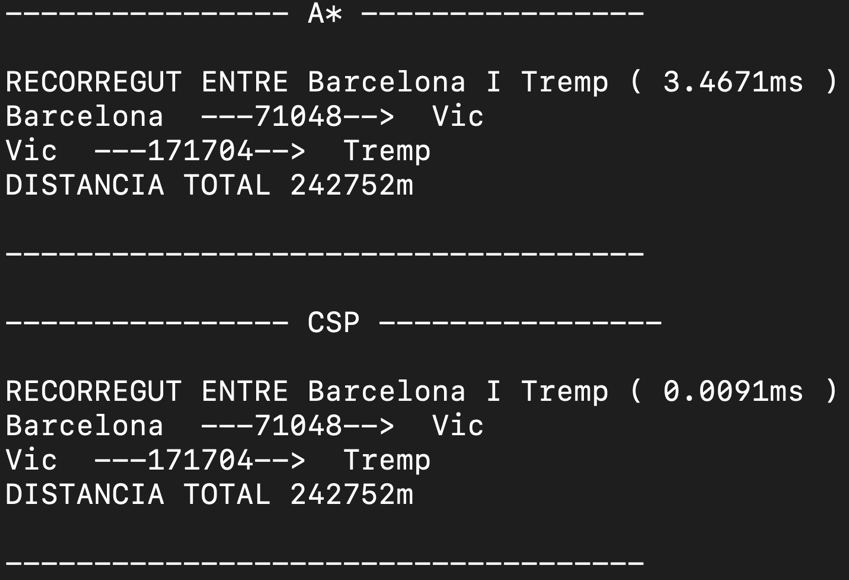 ---------------- A* ----------------
RECORREGUT ENTRE Barcelona I Tremp ( 3.4671ms )
Barcelona  ---71048-->  Vic
Vic  ---171704-->  Tremp
DISTANCIA TOTAL 242752m
------------------------------------
---------------- CSP ----------------
RECORREGUT ENTRE Barcelona I Tremp ( 0.0091ms )
Barcelona  ---71048-->  Vic
Vic  ---171704-->  Tremp
DISTANCIA TOTAL 242752m
------------------------------------